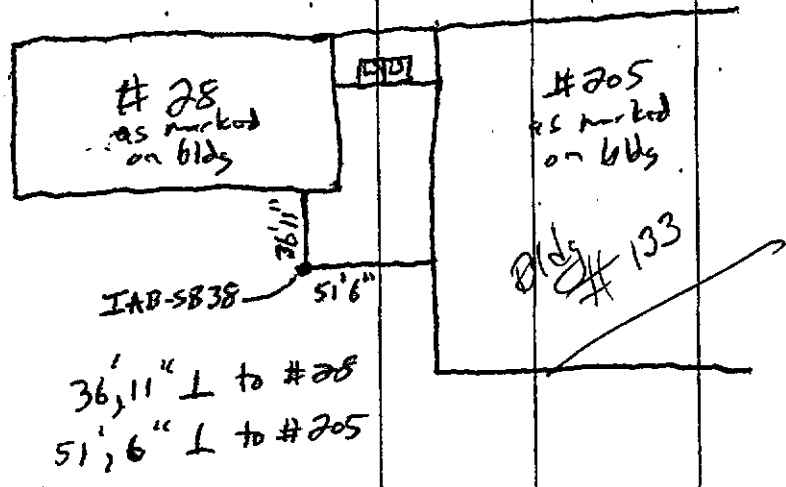 # 28
as marked
on bldg
#205
as marked
on bldg
Bldg
# 133
36'11"
IAB-S838
51'6"
36', 11" ⊥ to #28
51', 6" ⊥ to #205